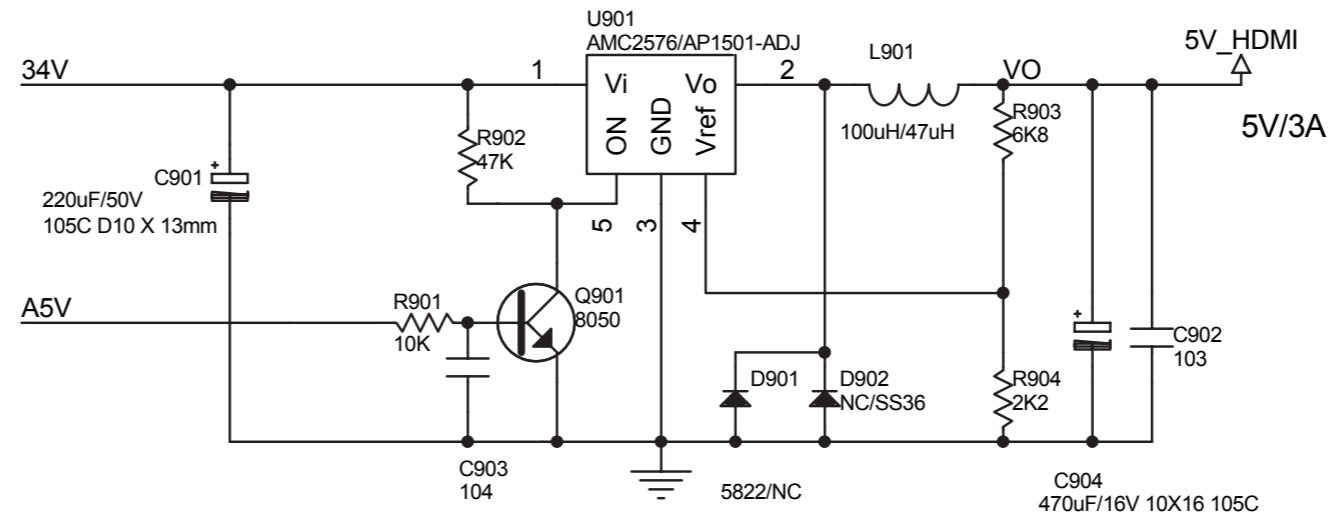 U901
AMC2576/AP1501-ADJ
34V
1
Vi
Vo
ON
GND
Vref
2
5
3
4
L901
100uH/47uH
VO
5V_HDMI
5V/3A
R902
47K
R903
6K8
+
C901
220uF/50V
105C D10 X 13mm
A5V
R901
10K
Q901
8050
D901
D902
NC/SS36
R904
2K2
+
C902
103
C903
104
5822/NC
C904
470uF/16V 10X16 105C